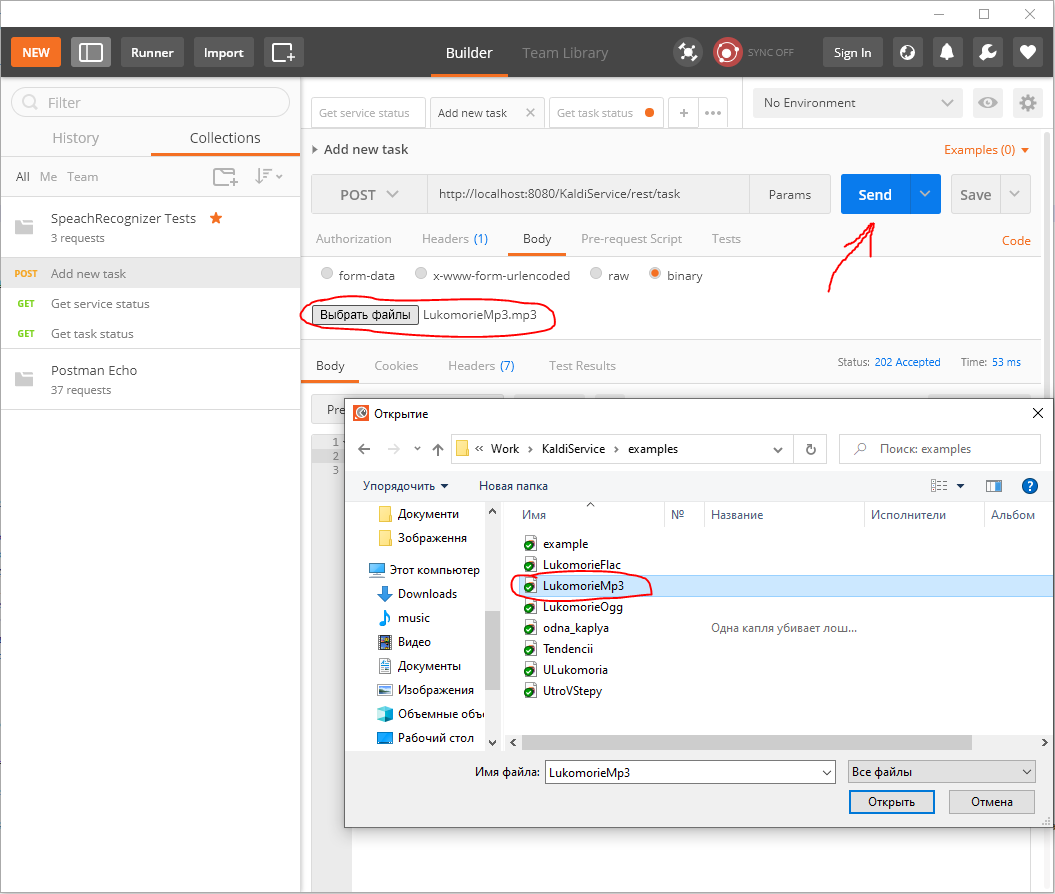 NEW
Runner
Import
Builder
Team Library
SYNC OFF
Sign In
Filter
History
Collections
All Me Team
SpeachRecognizer Tests
3 requests
POST Add new task
GET Get service status
GET Get task status
Postman Echo
37 requests
Get service status
Add new task
Get task status
No Environment
Add new task
Examples (0)
POST
http://localhost:8080/KaldiService/rest/task
Params
Send
Save
Authorization
Headers (1)
Body
Pre-request Script
Tests
Code
form-data
x-www-form-urlencoded
raw
binary
Выбрать файлы LukomorieMp3.mp3
Body
Cookies
Headers (7)
Test Results
Status: 202 Accepted
Time: 53 ms
1
2
3
Открытие
« Work › KaldiService › examples
Поиск: examples
Упорядочить
Новая папка
Документи
Зображення
Этот компьютер
Downloads
music
Видео
Документы
Изображения
Рабочий стол
Имя
№
Название
Исполнители
Альбом
example
LukomorieFlac
LukomorieMp3
LukomorieOgg
odna_kaplya
Одна капля убивает лош...
Tendencii
ULukomoria
UtroVStepy
Имя файла: LukomorieMp3
Все файлы
Открыть
Отмена